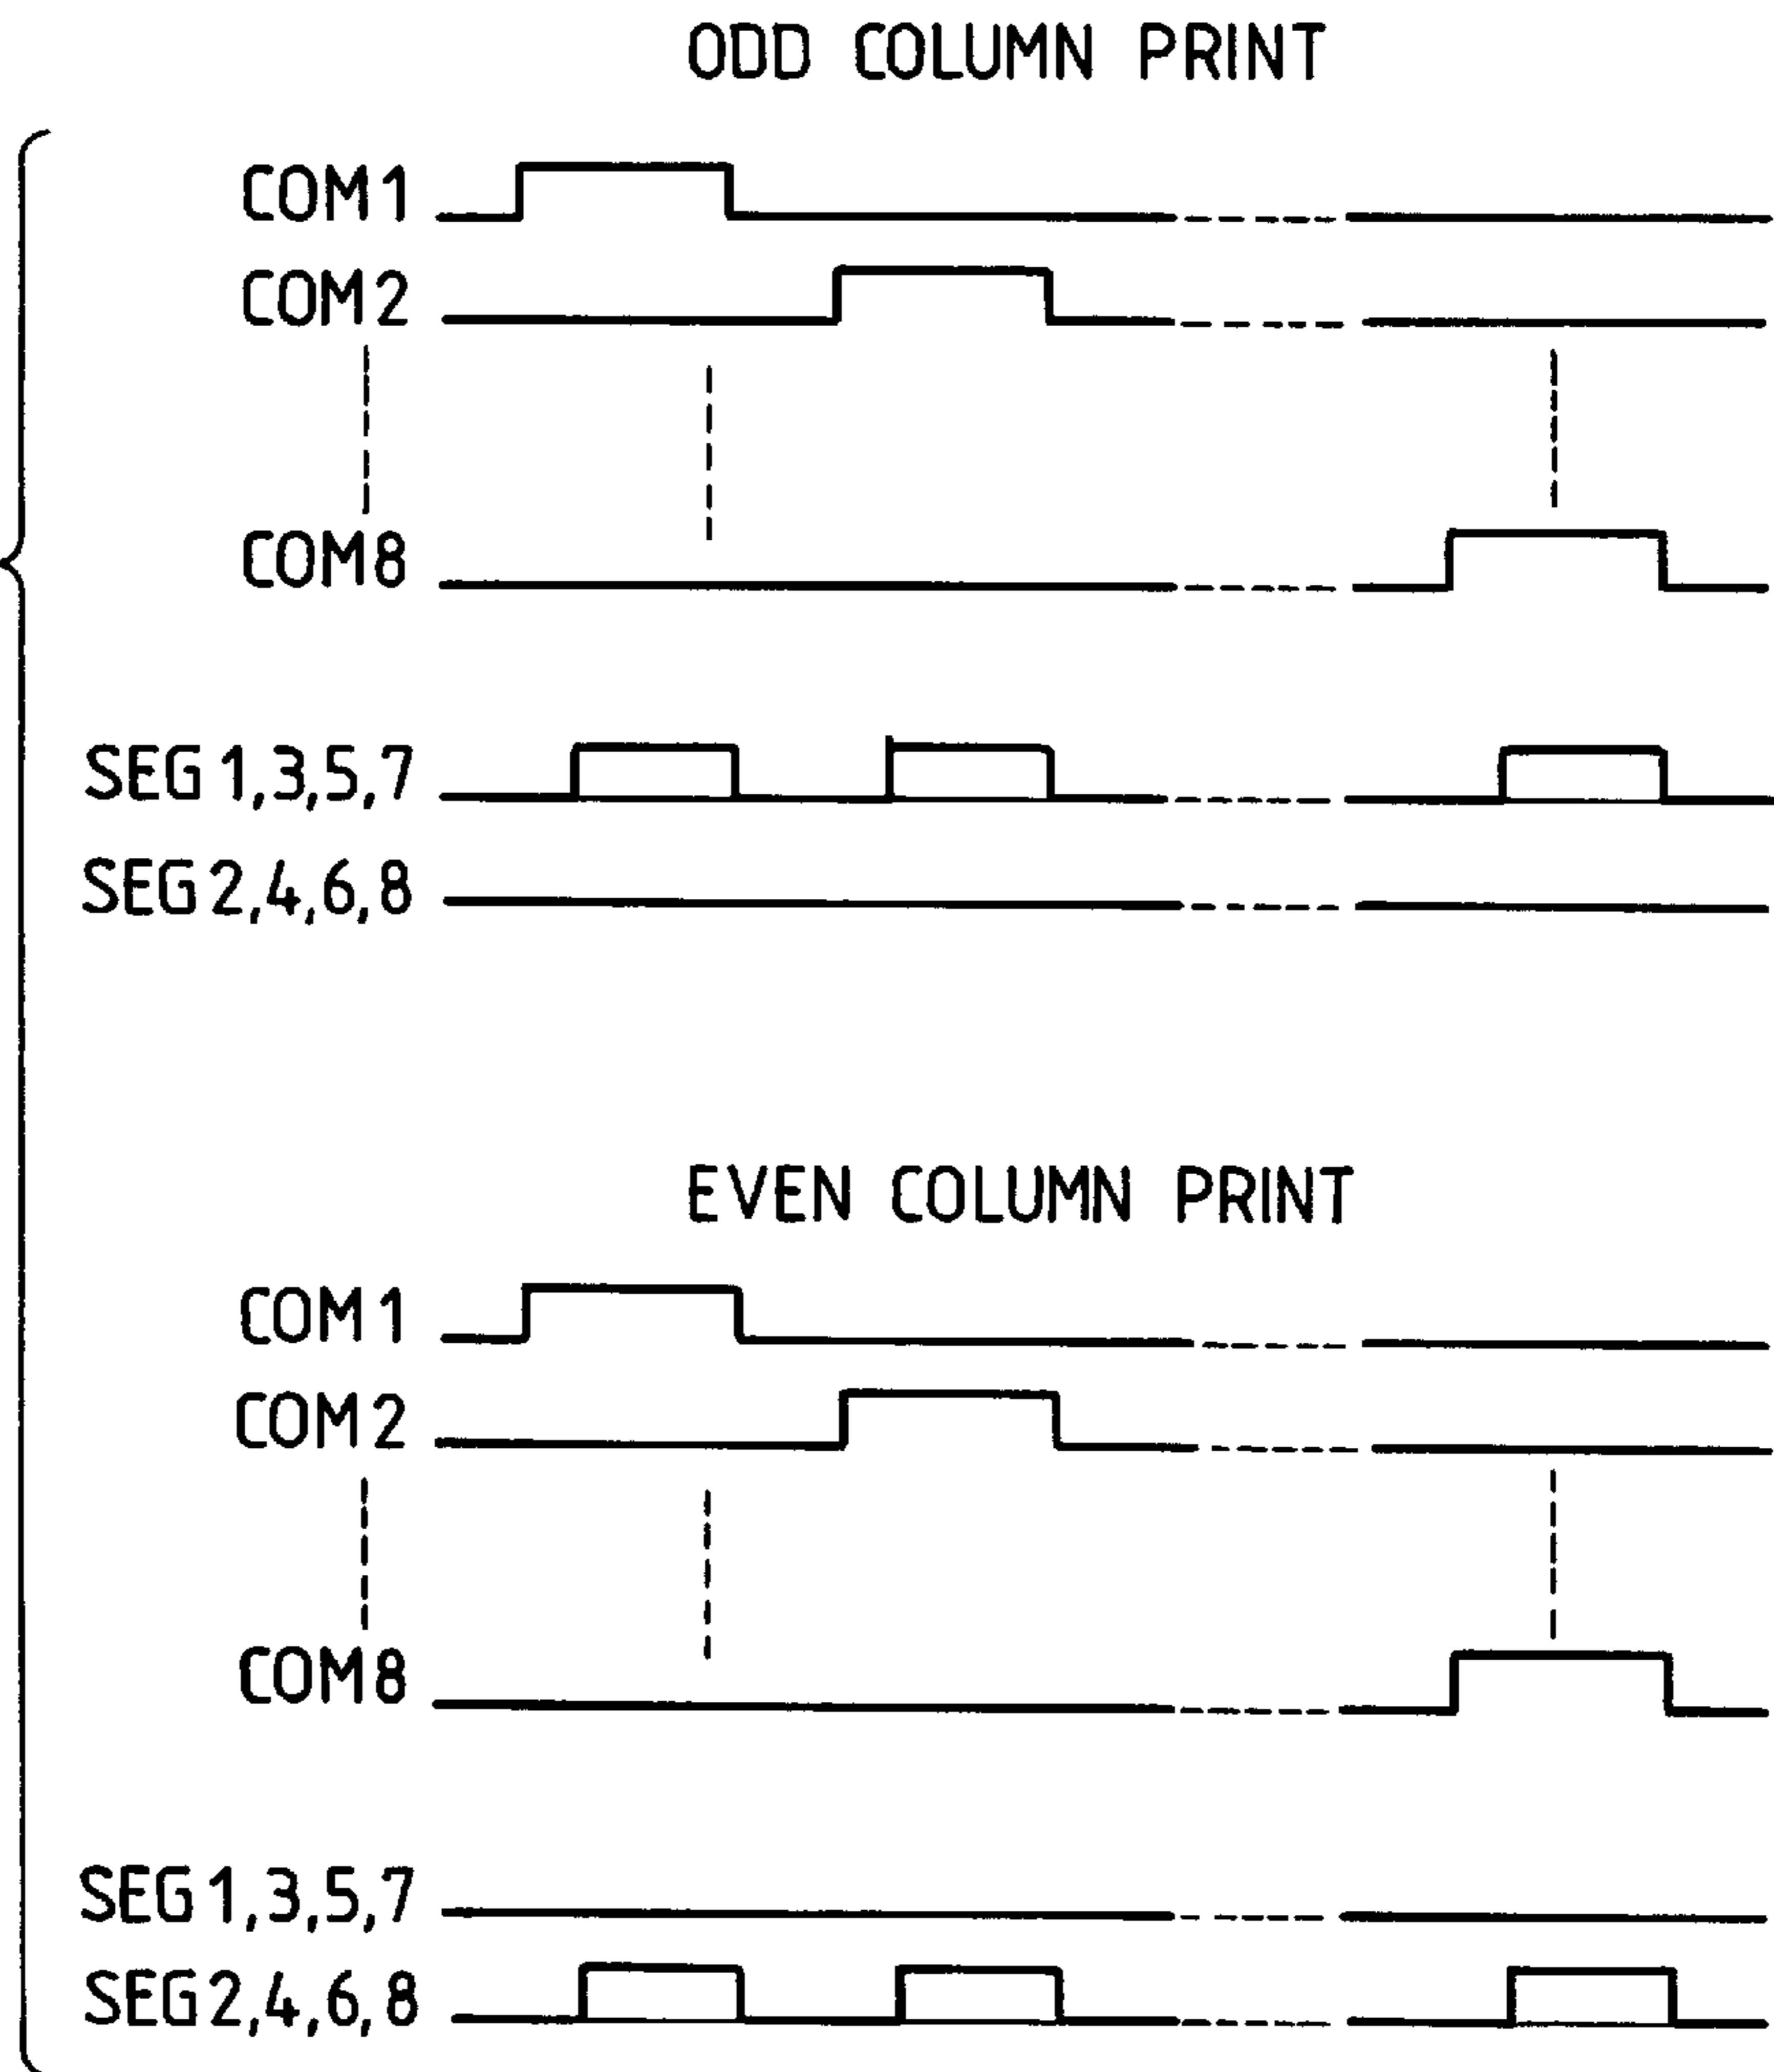 ODD COLUMN PRINT
COM1
COM2
COM8
SEG1,3,5,7
SEG2,4,6,8
EVEN COLUMN PRINT
COM1
COM2
COM8
SEG1,3,5,7
SEG2,4,6,8